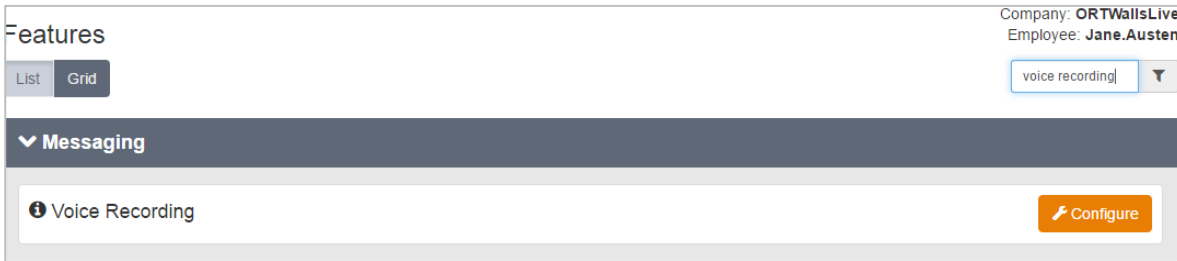 Features
Company: ORTWallsLive
Employee: Jane.Austen
List Grid
voice recording
Messaging
Voice Recording
Configure